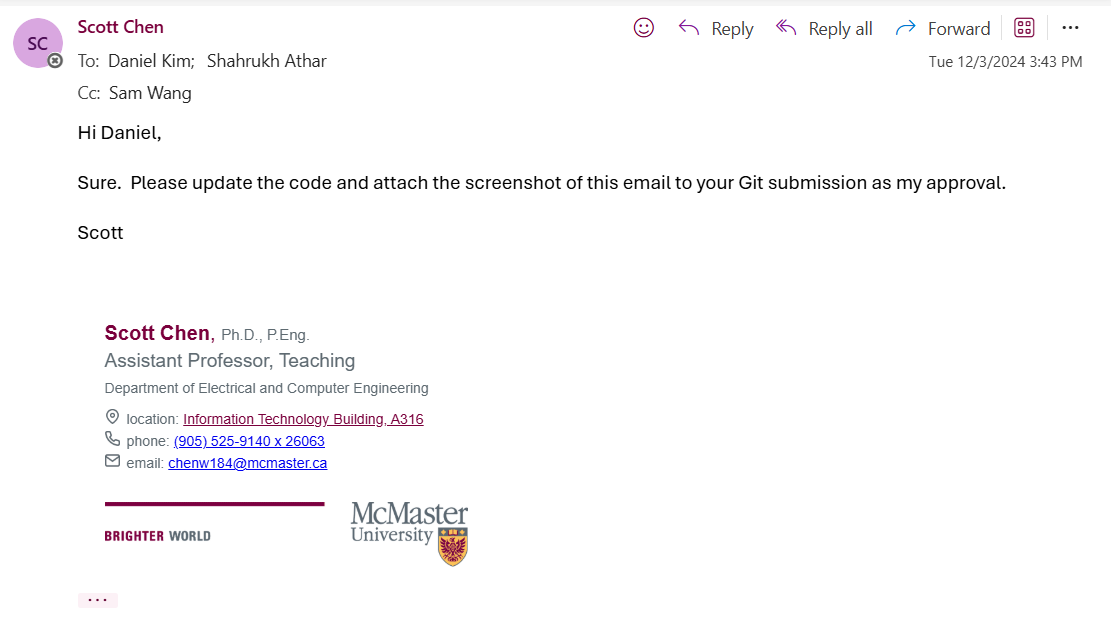 SC
Scott Chen
Reply Reply all Forward
To: Daniel Kim; Shahrukh Athar
Tue 12/3/2024 3:43 PM
Cc: Sam Wang
Hi Daniel,
Sure.  Please update the code and attach the screenshot of this email to your Git submission as my approval.
Scott
Scott Chen, Ph.D., P.Eng.
Assistant Professor, Teaching
Department of Electrical and Computer Engineering
location: Information Technology Building, A316
phone: (905) 525-9140 x 26063
email: chenw184@mcmaster.ca
BRIGHTER WORLD
McMaster
University